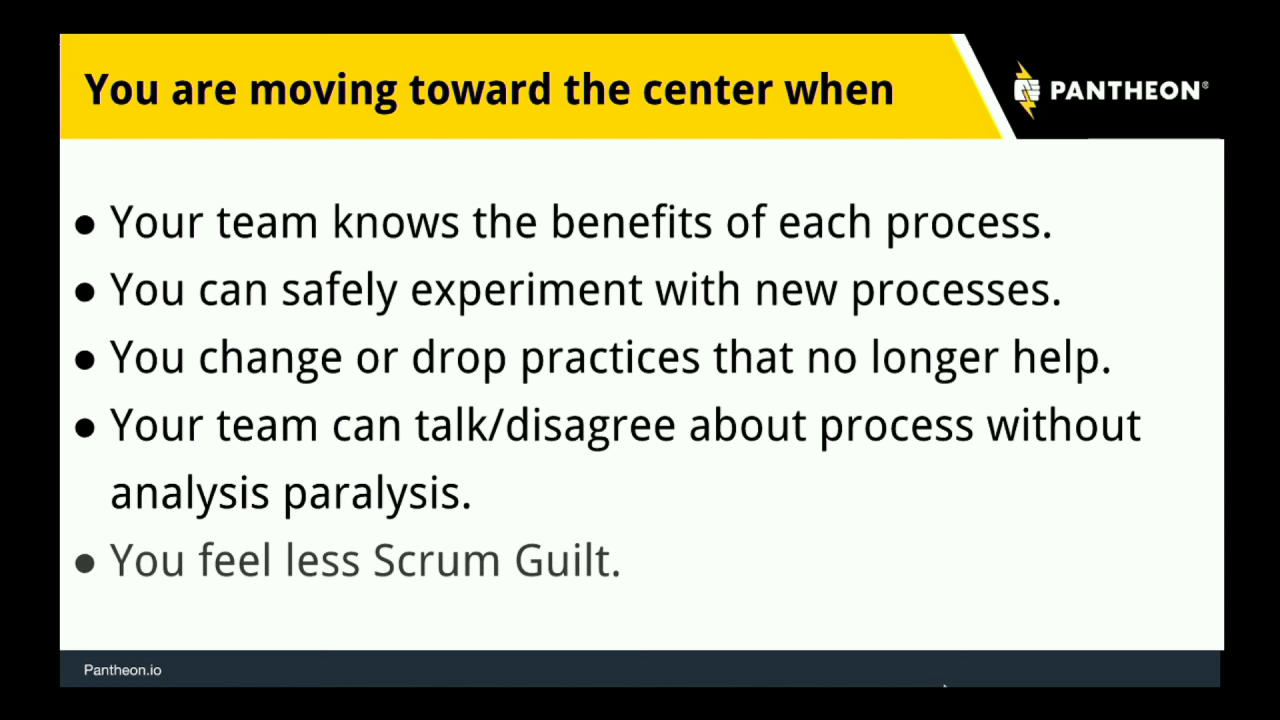 You are moving toward the center when
PANTHEON®
● Your team knows the benefits of each process.
● You can safely experiment with new processes.
● You change or drop practices that no longer help.
● Your team can talk/disagree about process without
analysis paralysis.
● You feel less Scrum Guilt.
Pantheon.io